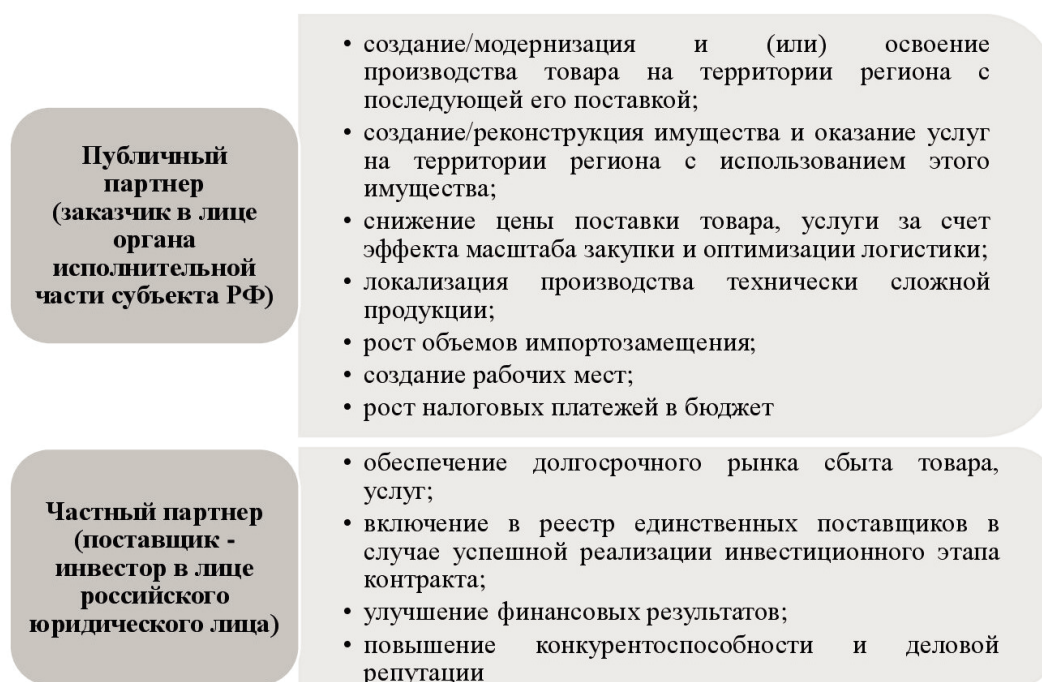 Публичный
партнер
(заказчик в лице
органа
исполнительной
части субъекта РФ)
• создание/модернизация и (или) освоение
производства товара на территории региона с
последующей его поставкой;
• создание/реконструкция имущества и оказание услуг
на территории региона с использованием этого
имущества;
• снижение цены поставки товара, услуги за счет
эффекта масштаба закупки и оптимизации логистики;
• локализация производства технически сложной
продукции;
• рост объемов импортозамещения;
• создание рабочих мест;
• рост налоговых платежей в бюджет
Частный партнер
(поставщик -
инвестор в лице
российского
юридического лица)
• обеспечение долгосрочного рынка сбыта товара,
услуг;
• включение в реестр единственных поставщиков в
случае успешной реализации инвестиционного этапа
контракта;
• улучшение финансовых результатов;
• повышение конкурентоспособности и деловой
репутации